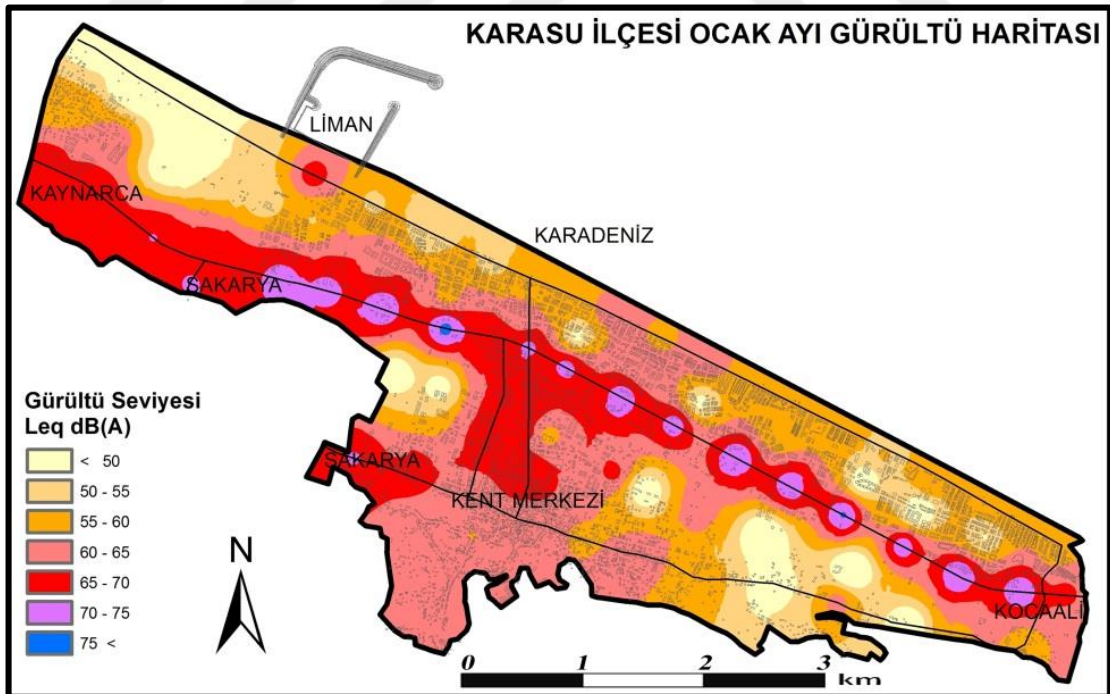 KARASU İLÇESİ OCAK AYI GÜRÜLTÜ HARİTASI
LİMAN
KAYNARCA
KARADENİZ
SAKARYA
Gürültü Seviyesi
Leq dB(A)
< 50
50 - 55
55 - 60
60 - 65
65 - 70
70 - 75
75 <
SAKARYA
KENT MERKEZİ
N
KOCAALİ
0 1 2 3
km